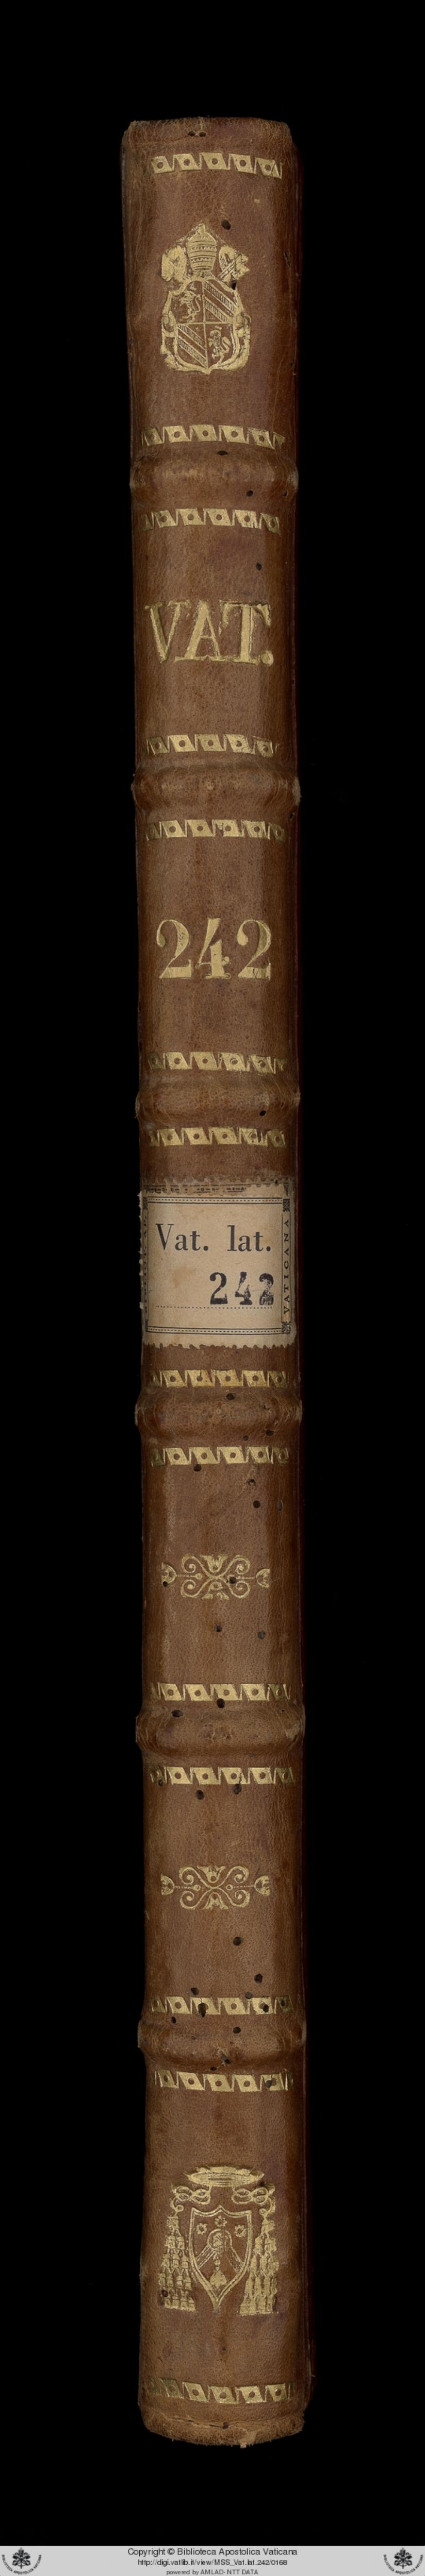 VAT.
242
Vat. lat.
242
VATICANA
Copyright © Biblioteca Apostolica Vaticana
http://digi.vatlib.it/view/MSS_Vat.lat.242/0168
powered by AMLAD-NTT DATA